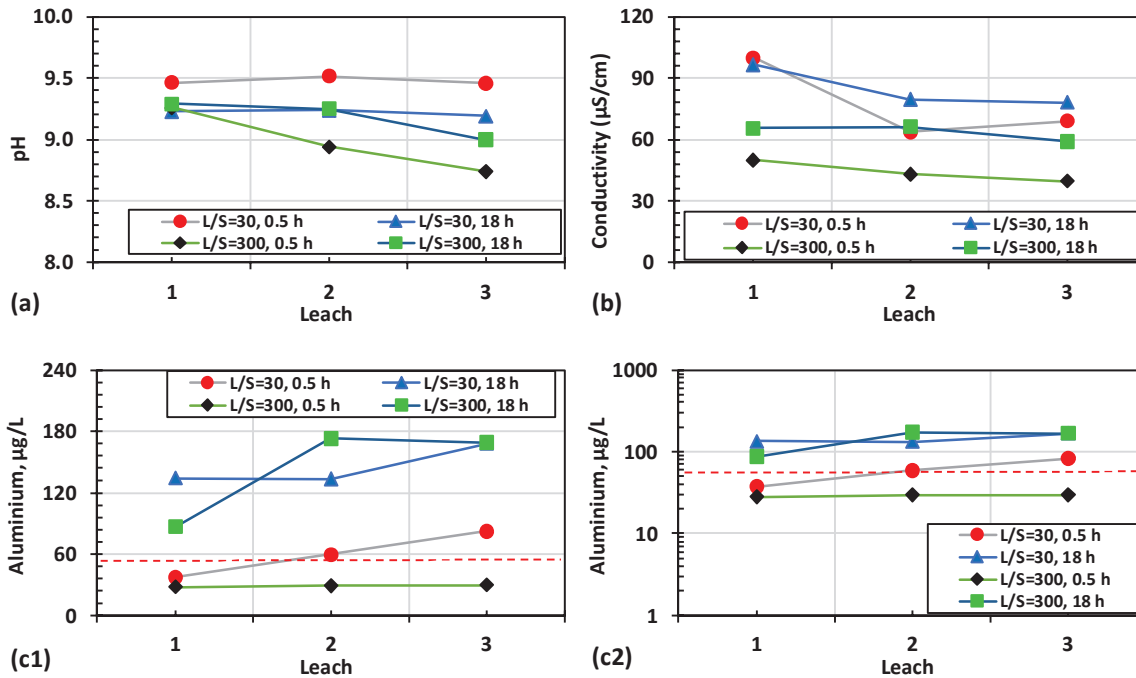 10.0
9.5
9.0
8.5
8.0
pH
L/S=30, 0.5 h
L/S=30, 18 h
L/S=300, 0.5 h
L/S=300, 18 h
1 2 3
Leach
(a)
120
90
60
30
0
Conductivity (µS/cm)
L/S=30, 0.5 h
L/S=30, 18 h
L/S=300, 0.5 h
L/S=300, 18 h
1 2 3
Leach
(b)
240
180
120
60
0
Aluminium, µg/L
L/S=30, 0.5 h
L/S=30, 18 h
L/S=300, 0.5 h
L/S=300, 18 h
1 2 3
Leach
(c1)
1000
100
10
1
Aluminium, µg/L
L/S=30, 0.5 h
L/S=30, 18 h
L/S=300, 0.5 h
L/S=300, 18 h
1 2 3
Leach
(c2)